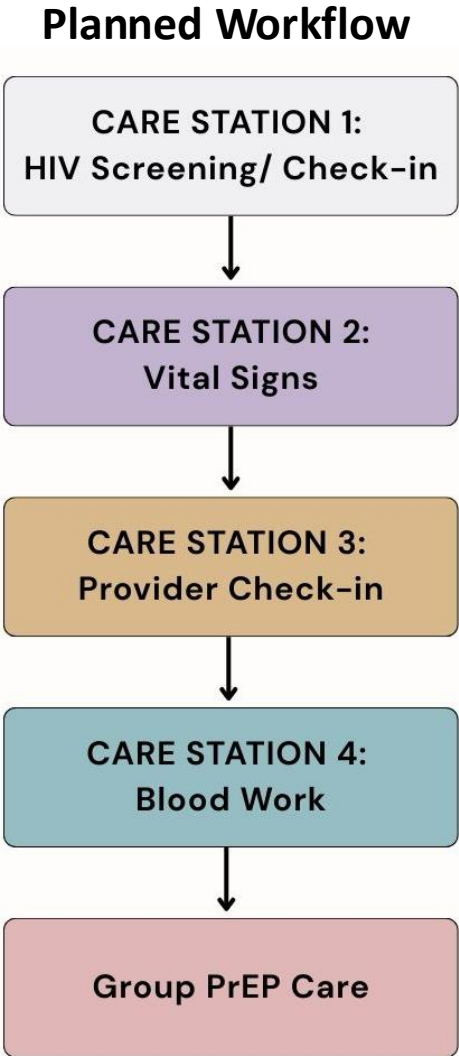 Planned Workflow
CARE STATION 1:
HIV Screening/ Check-in
CARE STATION 2:
Vital Signs
CARE STATION 3:
Provider Check-in
CARE STATION 4:
Blood Work
Group PrEP Care